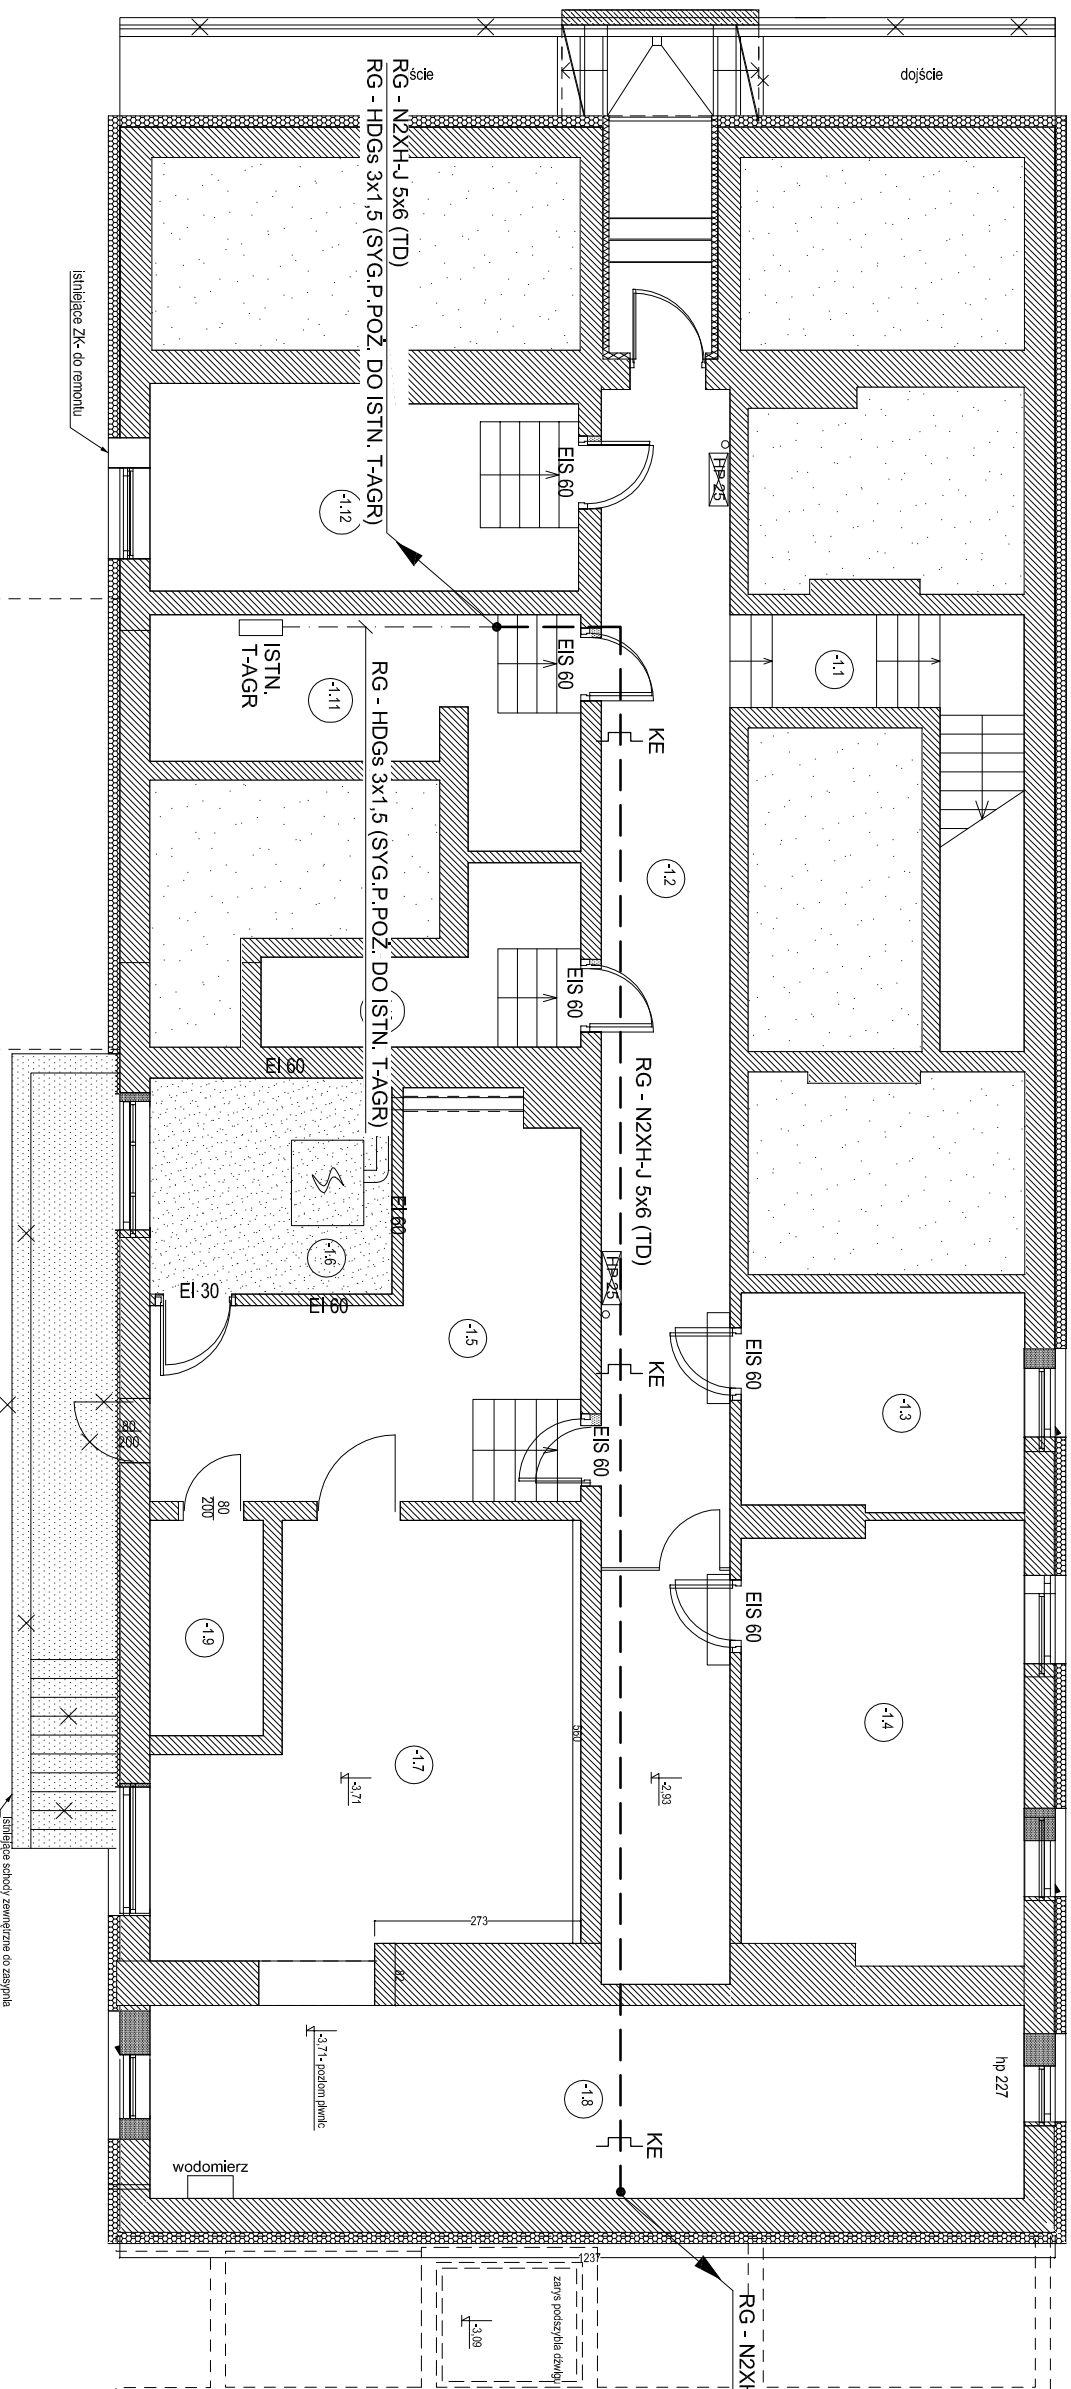 dojście
ście
RG - N2XH-J 5x6 (TD)
RG - HDGs 3x1,5 (SYG.P.POŻ. DO ISTN. T-AGR)
istniejące ZK- do remontu
HP 25
EIS 60
-1.12
-1.1
EIS 60
ISTN.
T-AGR
-1.11
KE
RG - HDGs 3x1,5 (SYG.P.POŻ. DO ISTN. T-AGR)
-1.2
EIS 60
EI 60
RG - N2XH-J 5x6 (TD)
EI 60
-1.6
HP 25
EI 30
EI 60
-1.5
EIS 60
KE
-1.3
80
200
EIS 60
80
200
EIS 60
-1.9
-1.4
560
-1.7
-3,71
-2,93
istniejące schody zewnętrzne do zasypnia
273
82
-3,71- poziom piwnic
hp 227
-1.8
KE
wodomierz
1237
zarys podszybia dźwigu
-3,09
RG - N2XH